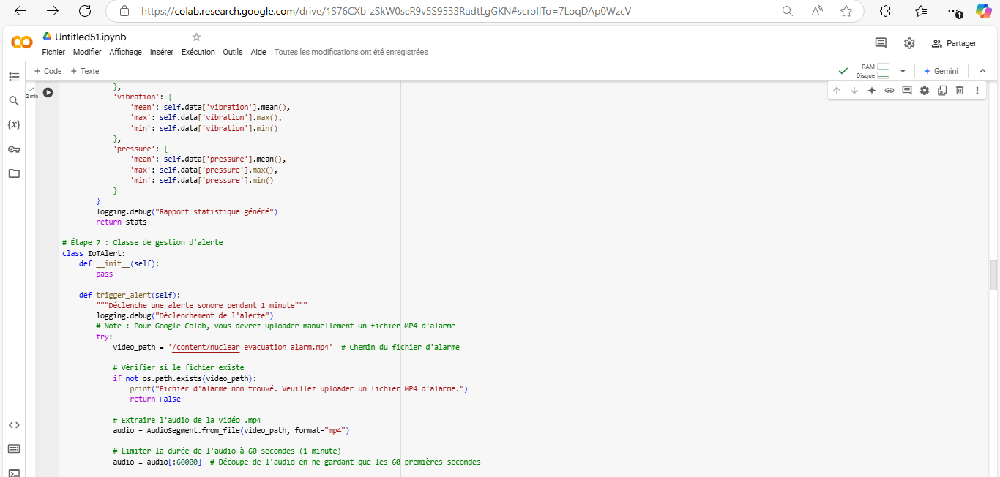 https://colab.research.google.com/drive/1S76CXb-zSkW0scR9v5S9533RadtLgGKN#scrollTo=7LoqDAp0WzcV
Untitled51.ipynb
Fichier Modifier Affichage Insérer Exécution Outils Aide Toutes les modifications ont été enregistrées
Partager
+ Code + Texte
RAM
Disque
Gemini
2 min
},
'vibration': {
'mean': self.data['vibration'].mean(),
'max': self.data['vibration'].max(),
'min': self.data['vibration'].min()
},
'pressure': {
'mean': self.data['pressure'].mean(),
'max': self.data['pressure'].max(),
'min': self.data['pressure'].min()
}
}
logging.debug("Rapport statistique généré")
return stats
# Étape 7 : Classe de gestion d'alerte
class IoTAlert:
def __init__(self):
pass
def trigger_alert(self):
"""Déclenche une alerte sonore pendant 1 minute"""
logging.debug("Déclenchement de l'alerte")
# Note : Pour Google Colab, vous devrez uploader manuellement un fichier MP4 d'alarme
try:
video_path = '/content/nuclear evacuation alarm.mp4' # Chemin du fichier d'alarme
# Vérifier si le fichier existe
if not os.path.exists(video_path):
print("Fichier d'alarme non trouvé. Veuillez uploader un fichier MP4 d'alarme.")
return False
# Extraire l'audio de la vidéo .mp4
audio = AudioSegment.from_file(video_path, format="mp4")
# Limiter la durée de l'audio à 60 secondes (1 minute)
audio = audio[:60000] # Découpe de l'audio en ne gardant que les 60 premières secondes